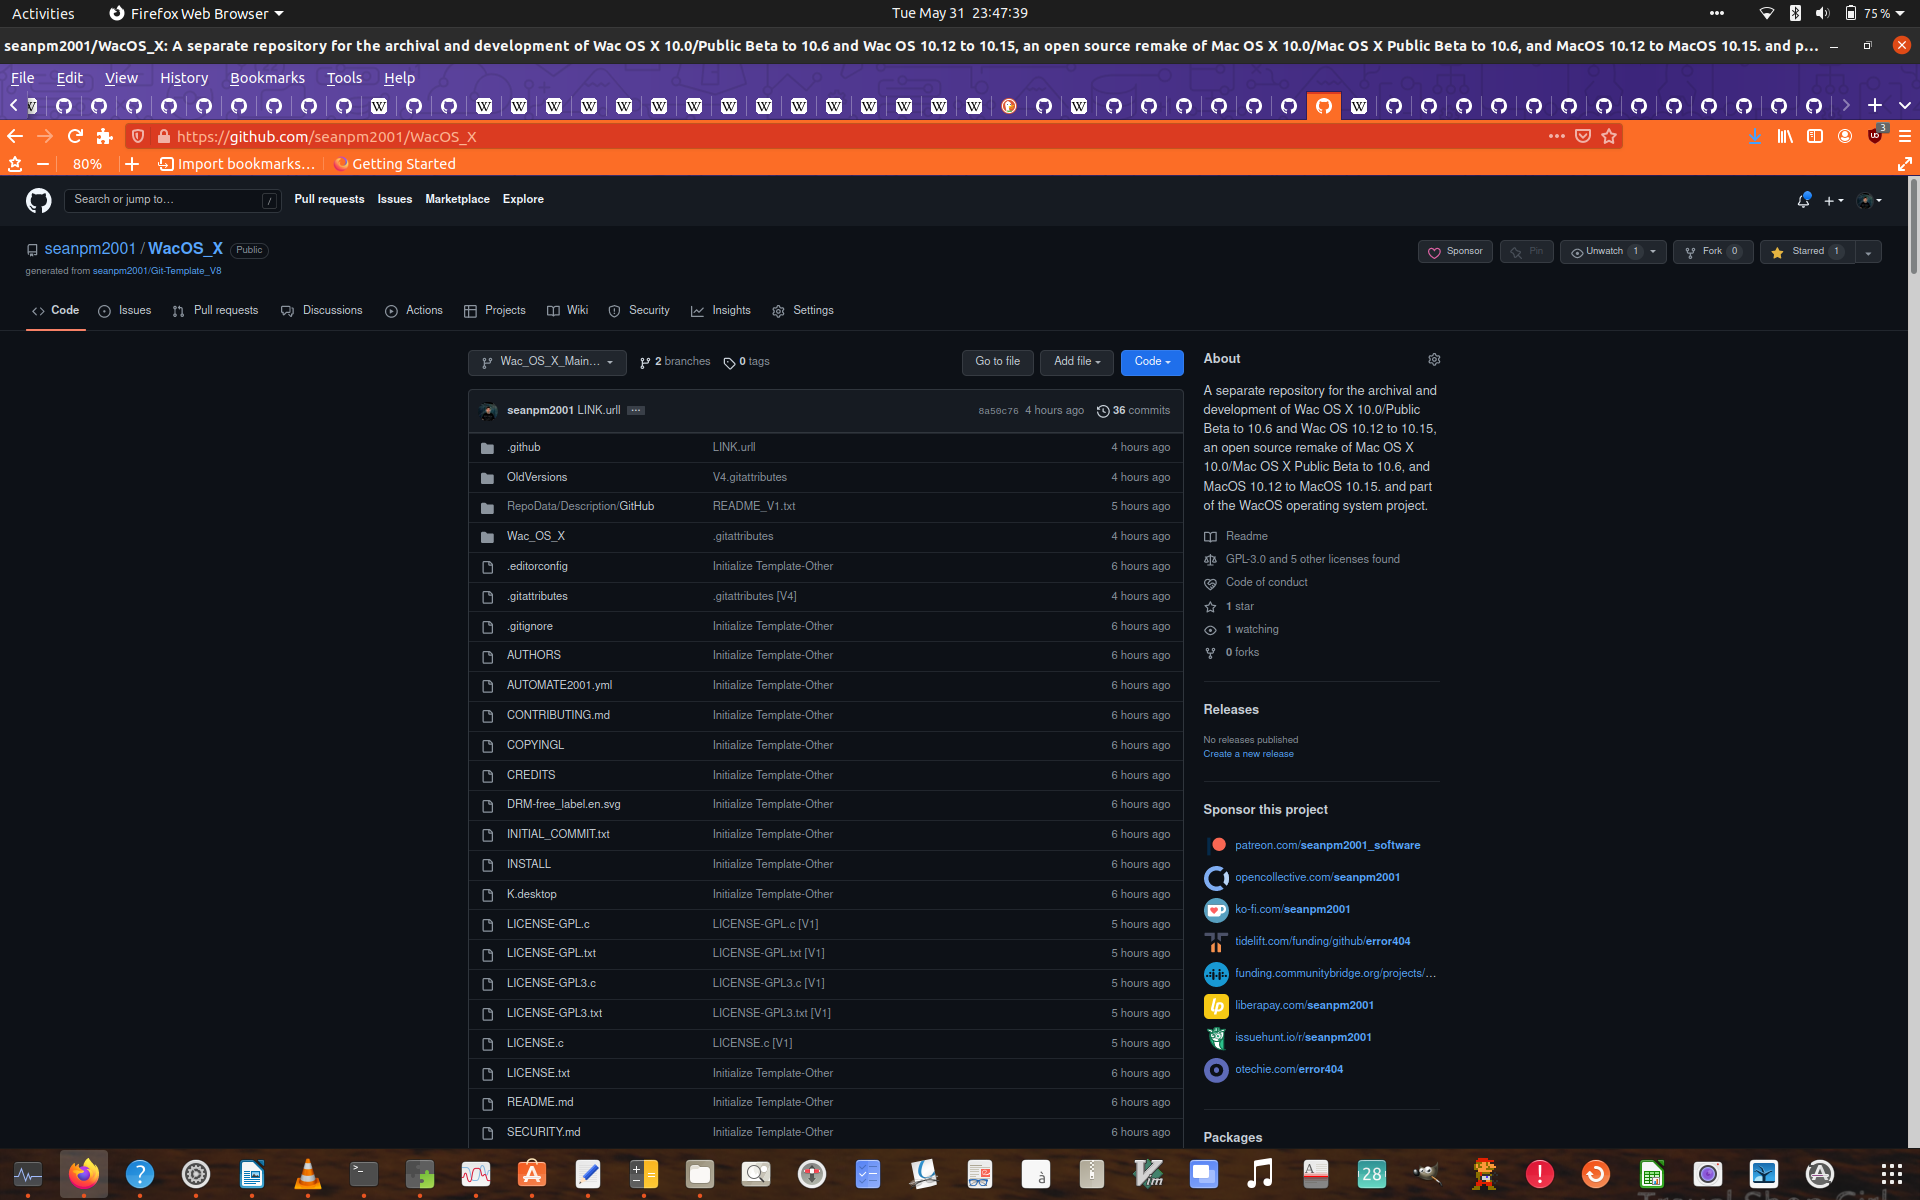 Activities
Firefox Web Browser
Tue May 31 23:47:39
75%
seanpm2001/WacOS_X: A separate repository for the archival and development of Wac OS X 10.0/Public Beta to 10.6 and Wac OS 10.12 to 10.15, an open source remake of Mac OS X 10.0/Mac OS X Public Beta to 10.6, and MacOS 10.12 to MacOS 10.15. and p...
File Edit View History Bookmarks Tools Help
https://github.com/seanpm2001/WacOS_X
3
80%
Import bookmarks...
Getting Started
Search or jump to... /
Pull requests Issues Marketplace Explore
seanpm2001 / WacOS_X Public
Sponsor
Pin
Unwatch 1
Fork 0
Starred 1
generated from seanpm2001/Git-Template_V8
Code Issues Pull requests Discussions Actions Projects Wiki Security Insights Settings
Wac_OS_X_Main... 2 branches 0 tags
Go to file Add file Code
seanpm2001 LINK.urll ... 8a50c76 4 hours ago 36 commits
.github LINK.urll 4 hours ago
OldVersions V4.gitattributes 4 hours ago
RepoData/Description/GitHub README_V1.txt 5 hours ago
Wac_OS_X .gitattributes 4 hours ago
.editorconfig Initialize Template-Other 6 hours ago
.gitattributes .gitattributes [V4] 4 hours ago
.gitignore Initialize Template-Other 6 hours ago
AUTHORS Initialize Template-Other 6 hours ago
AUTOMATE2001.yml Initialize Template-Other 6 hours ago
CONTRIBUTING.md Initialize Template-Other 6 hours ago
COPYINGL Initialize Template-Other 6 hours ago
CREDITS Initialize Template-Other 6 hours ago
DRM-free_label.en.svg Initialize Template-Other 6 hours ago
INITIAL_COMMIT.txt Initialize Template-Other 6 hours ago
INSTALL Initialize Template-Other 6 hours ago
K.desktop Initialize Template-Other 6 hours ago
LICENSE-GPL.c LICENSE-GPL.c [V1] 5 hours ago
LICENSE-GPL.txt LICENSE-GPL.txt [V1] 5 hours ago
LICENSE-GPL3.c LICENSE-GPL3.c [V1] 5 hours ago
LICENSE-GPL3.txt LICENSE-GPL3.txt [V1] 5 hours ago
LICENSE.c LICENSE.c [V1] 5 hours ago
LICENSE.txt Initialize Template-Other 6 hours ago
README.md Initialize Template-Other 6 hours ago
SECURITY.md Initialize Template-Other 6 hours ago
About
A separate repository for the archival and
development of Wac OS X 10.0/Public
Beta to 10.6 and Wac OS 10.12 to 10.15,
an open source remake of Mac OS X
10.0/Mac OS X Public Beta to 10.6, and
MacOS 10.12 to MacOS 10.15. and part
of the WacOS operating system project.
Readme
GPL-3.0 and 5 other licenses found
Code of conduct
1 star
1 watching
0 forks
Releases
No releases published
Create a new release
Sponsor this project
patreon.com/seanpm2001_software
opencollective.com/seanpm2001
ko-fi.com/seanpm2001
tidelift.com/funding/github/error404
funding.communitybridge.org/projects/...
liberapay.com/seanpm2001
issuehunt.io/r/seanpm2001
otechie.com/error404
Packages
28